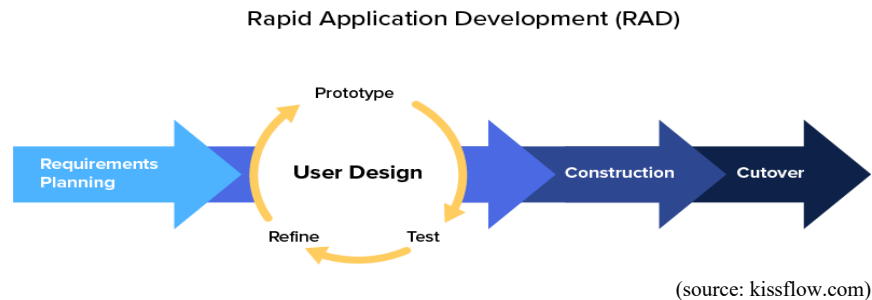 Rapid Application Development (RAD)
Prototype
Requirements
Planning
User Design
Construction
Cutover
Refine
Test
(source: kissflow.com)